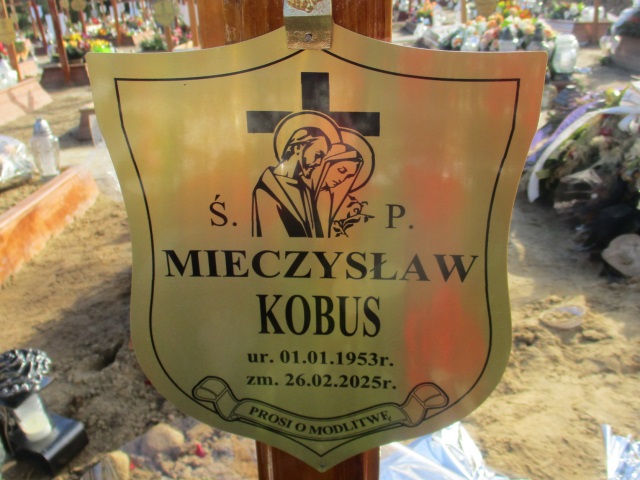 Ś. P.
MIECZYSŁAW
KOBUS
ur. 01.01.1953r.
zm. 26.02.2025r.
PROSI O MODLITWĘ